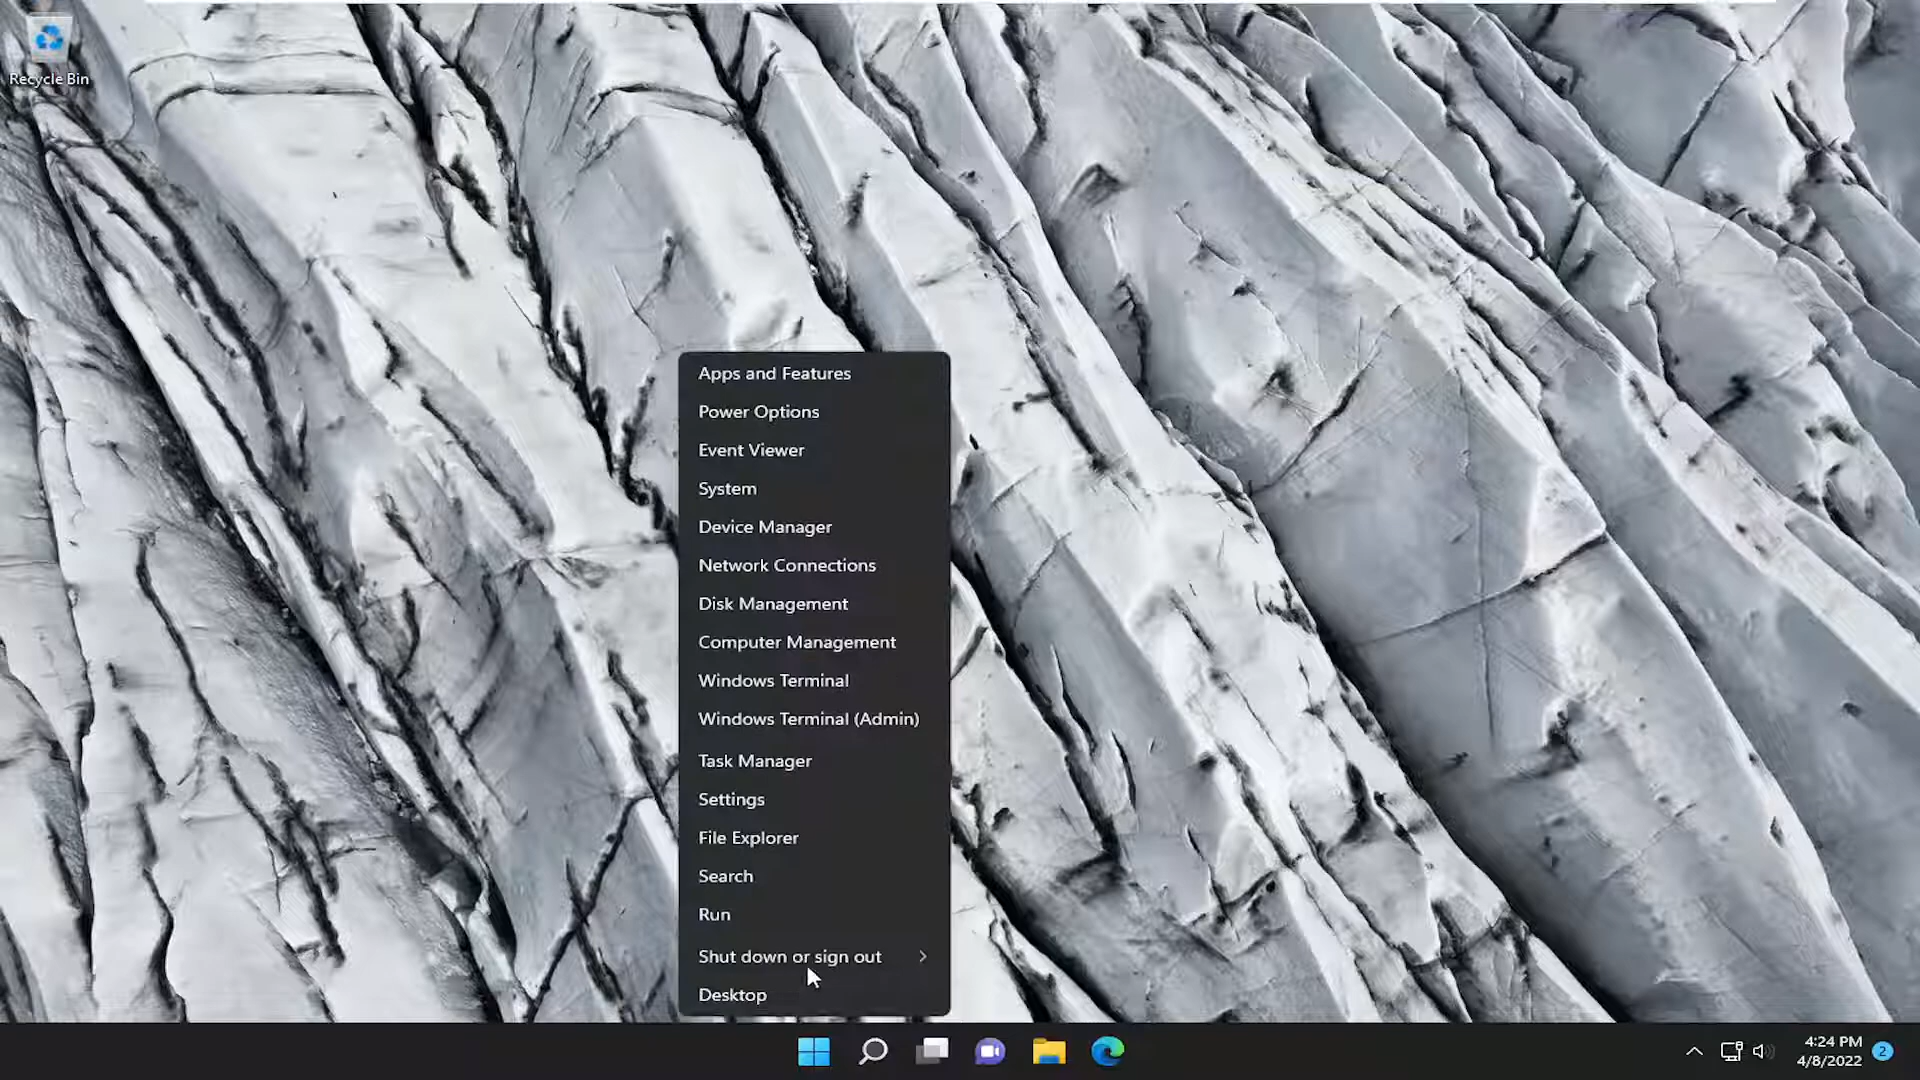 Recycle Bin
Apps and Features
Power Options
Event Viewer
System
Device Manager
Network Connections
Disk Management
Computer Management
Windows Terminal
Windows Terminal (Admin)
Task Manager
Settings
File Explorer
Search
Run
Shut down or sign out
Desktop
4:24 PM
4/8/2022
2